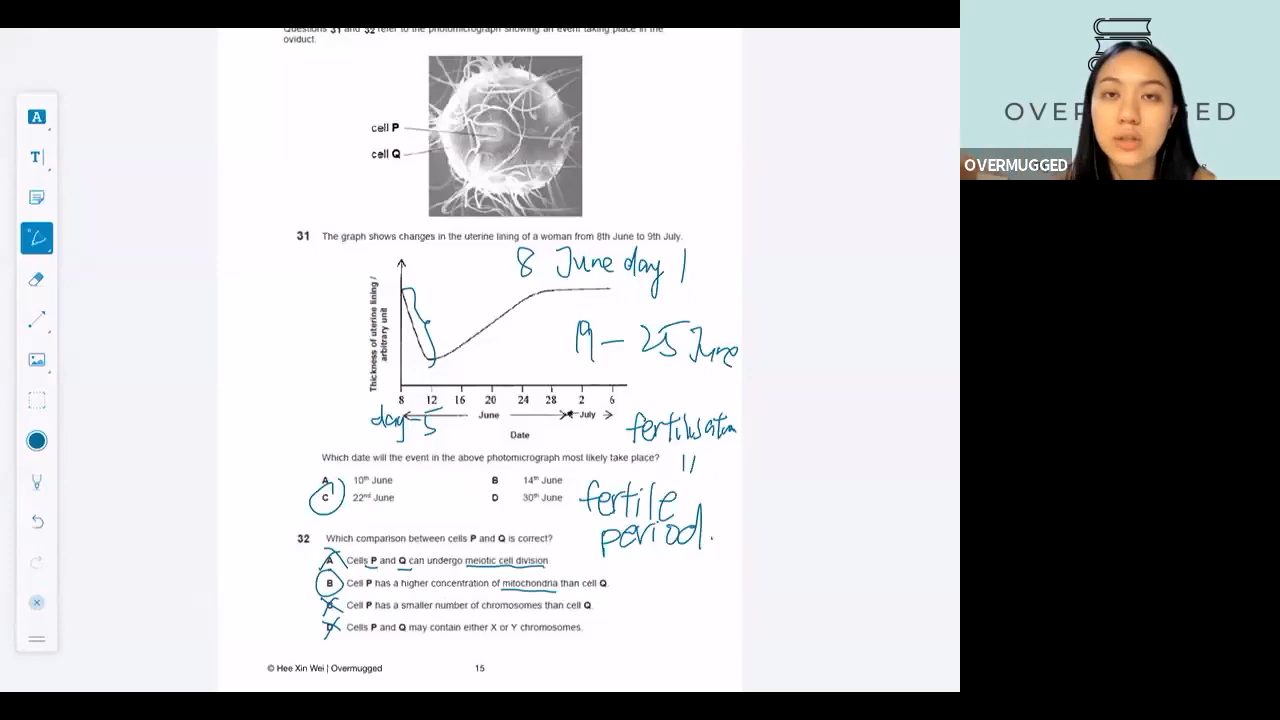 Questions 31 and 32 refer to the photomicrograph showing an event taking place in the
oviduct.
cell P
cell Q
31 The graph shows changes in the uterine lining of a woman from 8th June to 9th July.
8 June day 1
Thickness of uterine lining /
arbitrary unit
19 - 25 June
8 12 16 20 24 28 2 6
June July
day 5
Date
fertilisation
fertile
period.
Which date will the event in the above photomicrograph most likely take place?
A 10th June B 14th June
C 22nd June D 30th June
32 Which comparison between cells P and Q is correct?
A Cells P and Q can undergo meiotic cell division
B Cell P has a higher concentration of mitochondria than cell Q.
C Cell P has a smaller number of chromosomes than cell Q.
D Cells P and Q may contain either X or Y chromosomes.
© Hee Xin Wei | Overmugged
15
A
T
OVERMUGGED